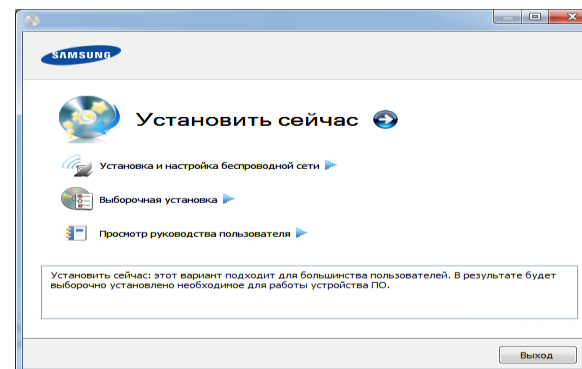 SAMSUNG
Установить сейчас
Установка и настройка беспроводной сети
Выборочная установка
Просмотр руководства пользователя
Установить сейчас: этот вариант подходит для большинства пользователей. В результате будет
выборочно установлено необходимое для работы устройства ПО.
Выход